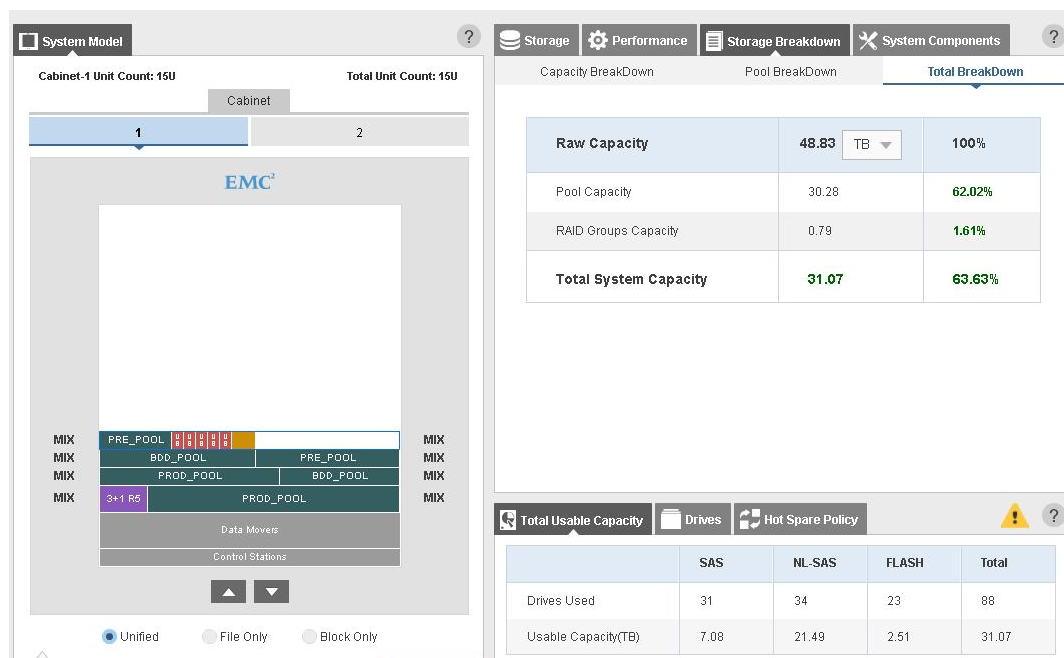 System Model
?
Cabinet-1 Unit Count: 15U
Total Unit Count: 15U
Cabinet
1
2
EMC²
MIX PRE_POOL U B U B U B U B U B MIX
MIX BDD_POOL PRE_POOL MIX
MIX PROD_POOL BDD_POOL MIX
MIX 3+1 R5 PROD_POOL MIX
Data Movers
Control Stations
Unified File Only Block Only
Storage Performance Storage Breakdown System Components ?
Capacity BreakDown Pool BreakDown Total BreakDown
Raw Capacity 48.83 TB 100%
Pool Capacity 30.28 62.02%
RAID Groups Capacity 0.79 1.61%
Total System Capacity 31.07 63.63%
Total Usable Capacity Drives Hot Spare Policy ! ?
SAS NL-SAS FLASH Total
Drives Used 31 34 23 88
Usable Capacity(TB) 7.08 21.49 2.51 31.07